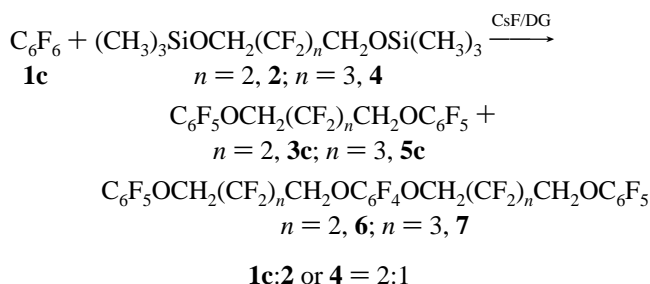 CsF/DG
C₆F₆ + (CH₃)₃SiOCH₂(CF₂)ₙCH₂OSi(CH₃)₃ ⟶
1c n = 2, 2; n = 3, 4
C₆F₅OCH₂(CF₂)ₙCH₂OC₆F₅ +
n = 2, 3c; n = 3, 5c
C₆F₅OCH₂(CF₂)ₙCH₂OC₆F₄OCH₂(CF₂)ₙCH₂OC₆F₅
n = 2, 6; n = 3, 7
1c:2 or 4 = 2:1